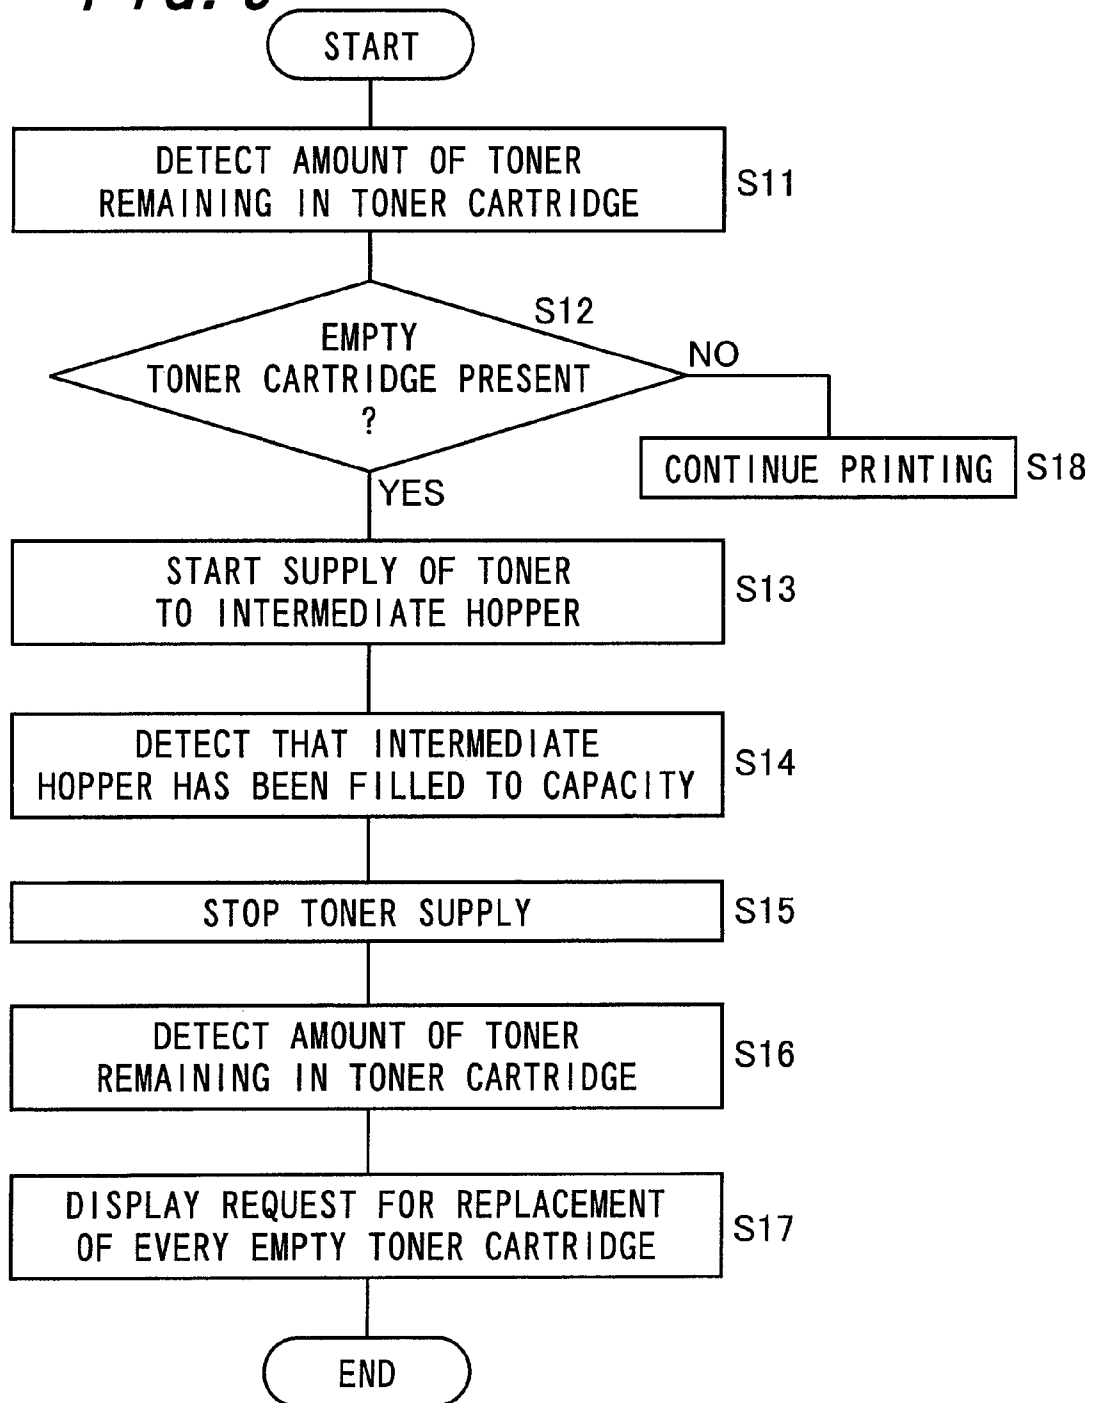 START
DETECT AMOUNT OF TONER
REMAINING IN TONER CARTRIDGE
S11
S12
EMPTY
TONER CARTRIDGE PRESENT
?
NO
CONTINUE PRINTING
S18
YES
START SUPPLY OF TONER
TO INTERMEDIATE HOPPER
S13
DETECT THAT INTERMEDIATE
HOPPER HAS BEEN FILLED TO CAPACITY
S14
STOP TONER SUPPLY
S15
DETECT AMOUNT OF TONER
REMAINING IN TONER CARTRIDGE
S16
DISPLAY REQUEST FOR REPLACEMENT
OF EVERY EMPTY TONER CARTRIDGE
S17
END